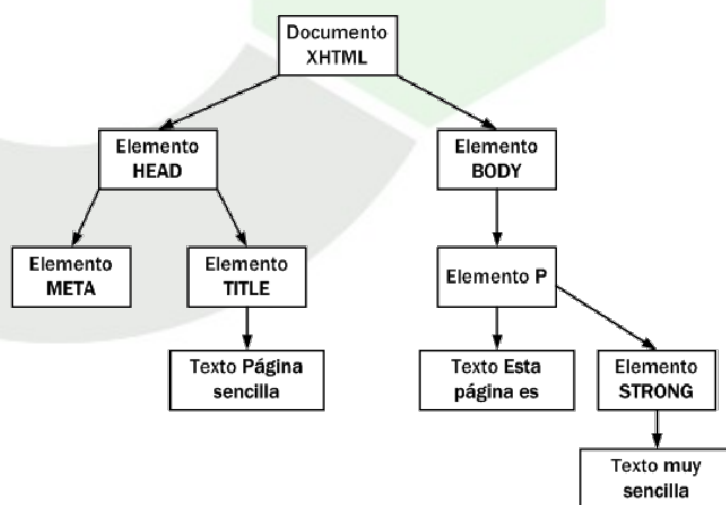 Documento
XHTML
Elemento
HEAD
Elemento
BODY
Elemento
META
Elemento
TITLE
Elemento P
Texto Página
sencilla
Texto Esta
página es
Elemento
STRONG
Texto muy
sencilla